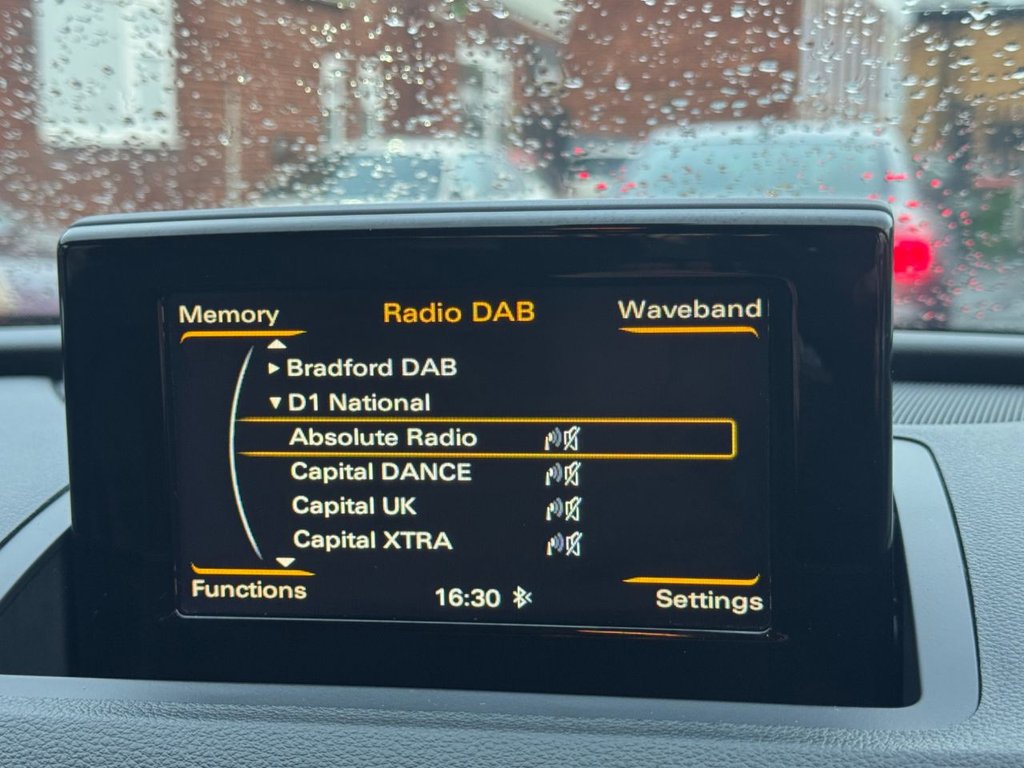 Memory Radio DAB Waveband
Bradford DAB
D1 National
Absolute Radio
Capital DANCE
Capital UK
Capital XTRA
Functions 16:30 Settings